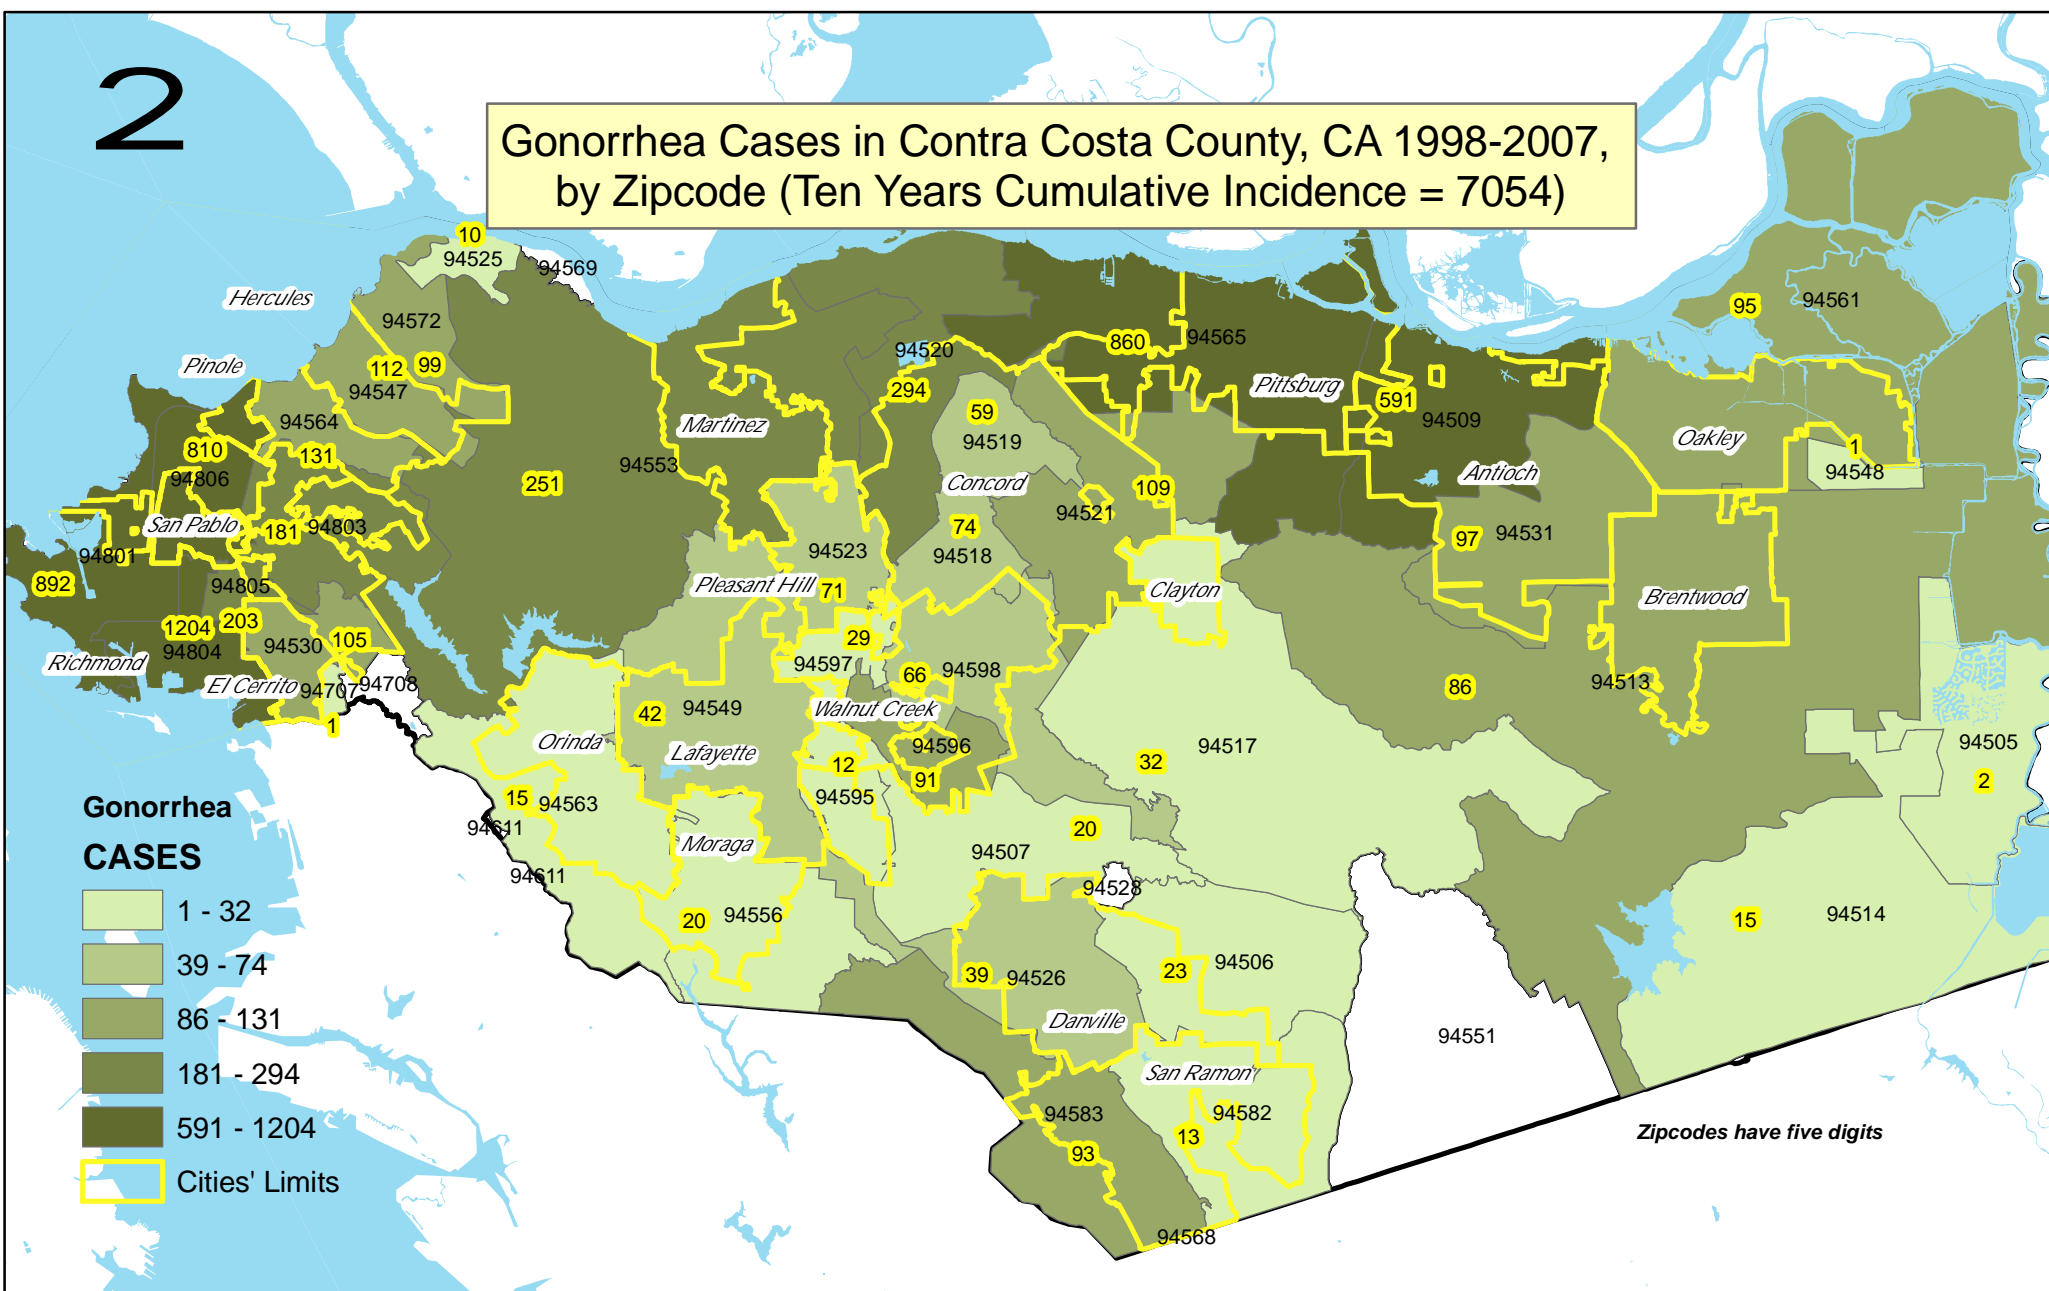 2
Gonorrhea Cases in Contra Costa County, CA 1998-2007,
by Zipcode (Ten Years Cumulative Incidence = 7054)
10
94525
94569
Hercules
94572
95
94561
94520
860
94565
Pinole
112
99
94547
294
Pittsburg
591
94509
59
94519
94564
Martinez
Oakley
810
131
94553
1
94548
94806
251
Concord
109
Antioch
San Pablo
181
94803
74
94521
97
94531
94801
94523
94518
892
94805
Pleasant Hill
71
Clayton
Brentwood
1204
203
94804
94530
105
29
94597
94598
Richmond
El Cerrito
94707
94708
66
86
94513
1
42
94549
Walnut Creek
Orinda
Lafayette
94596
94517
94505
12
91
32
2
15
94563
94595
94611
20
Moraga
94507
94611
94528
20
94556
15
94514
39
94526
23
94506
Danville
94551
San Ramon
94583
94582
13
93
94568
Gonorrhea
CASES
1 - 32
39 - 74
86 - 131
181 - 294
591 - 1204
Cities' Limits
Zipcodes have five digits